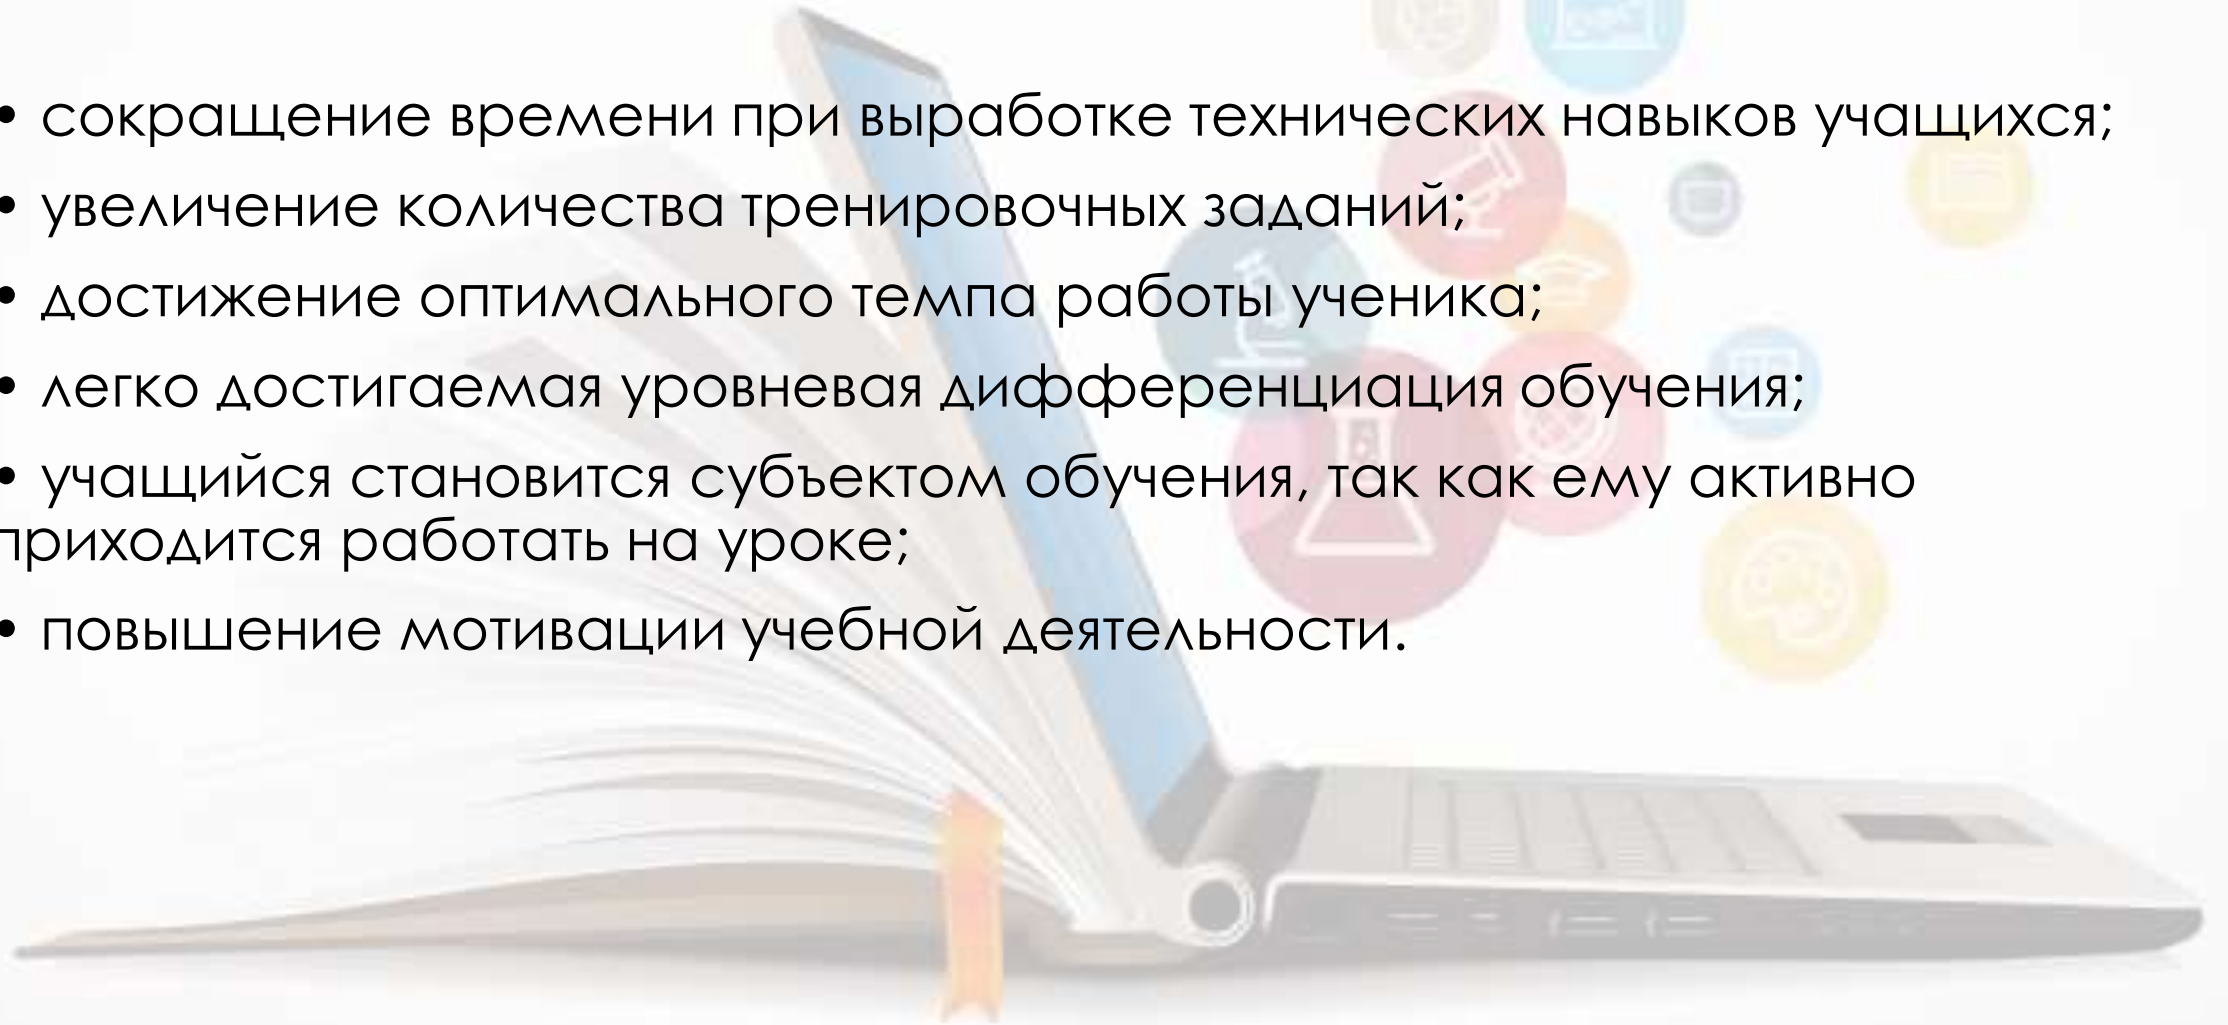 • сокращение времени при выработке технических навыков учащихся;
• увеличение количества тренировочных заданий;
• достижение оптимального темпа работы ученика;
• легко достигаемая уровневая дифференциация обучения;
• учащийся становится субъектом обучения, так как ему активно
приходится работать на уроке;
• повышение мотивации учебной деятельности.